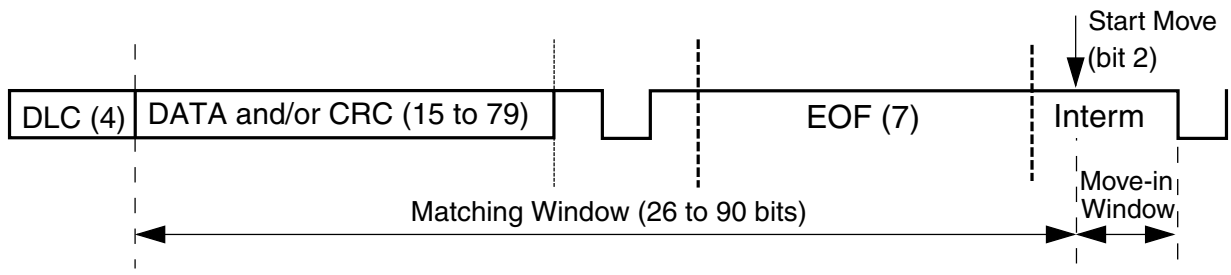 Start Move
(bit 2)
DLC (4)
DATA and/or CRC (15 to 79)
EOF (7)
Interm
Matching Window (26 to 90 bits)
Move-in
Window